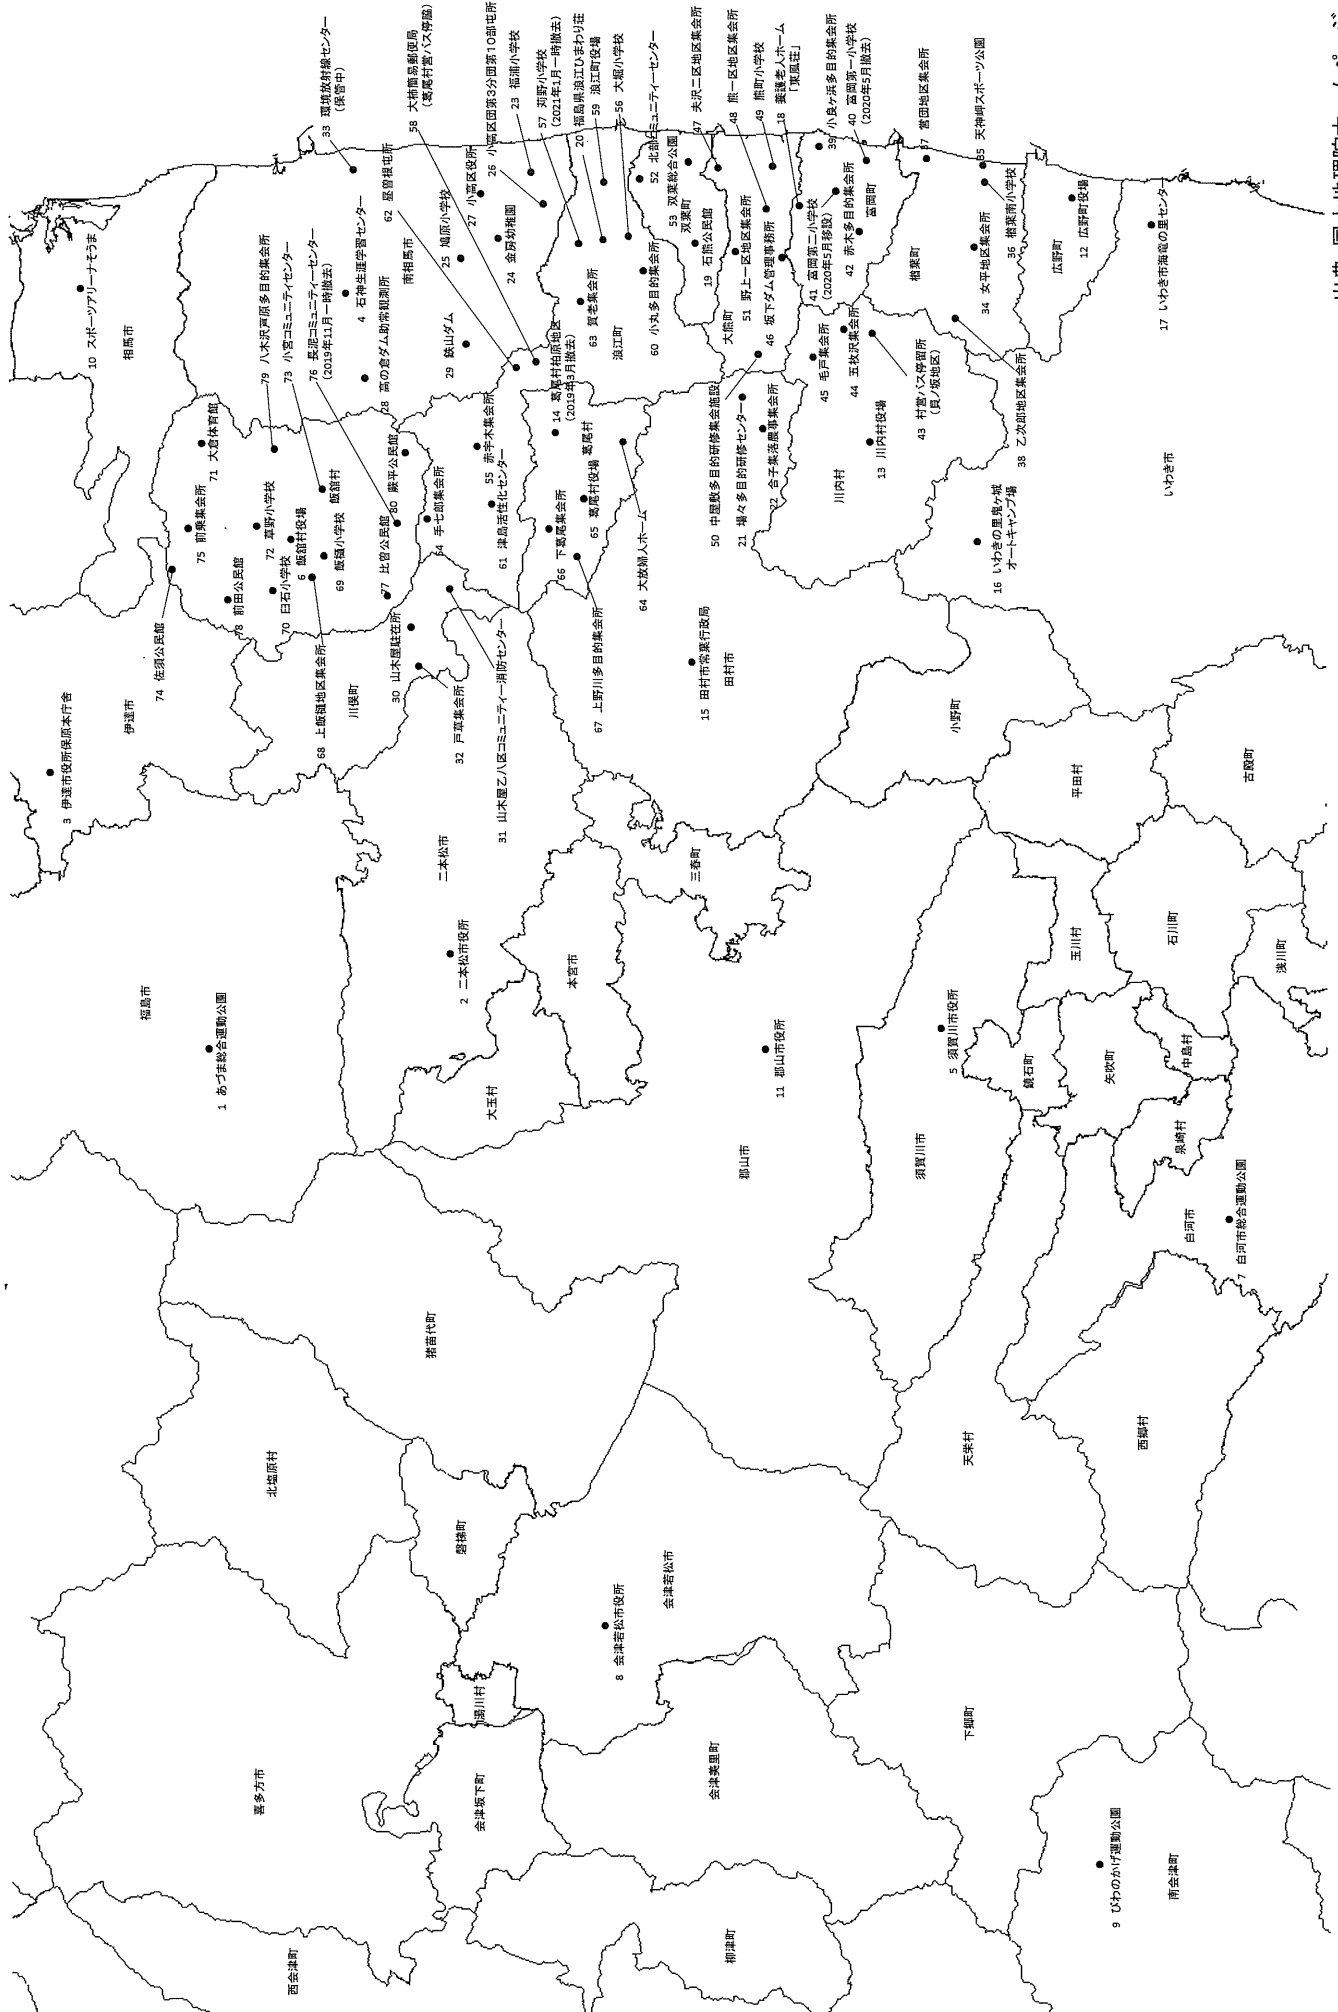 1 あづま総合運動公園
2 二本松市役所
3 伊達市役所保原本庁舎
4 石神生涯学習センター
5 須賀川市役所
6 飯舘村役場
7 白河市総合運動公園
8 会津若松市役所
9 びわのかげ運動公園
10 スポーツアリーナそうま
11 郡山市役所
12 広野町役場
13 川内村役場
14 葛尾村柏原地区
(2019年3月撤去)
15 田村市常葉行政局
16 いわきの里鬼ヶ城
オートキャンプ場
17 いわき市海竜の里センター
18 養護老人ホーム
「東風荘」
19 石熊公民館
20 福島県浪江ひまわり荘
21 場々多目的研修センター
22 合子集落農事集会所
23 福浦小学校
24 金房幼稚園
25 鳩原小学校
26 小高区団第3分団第10部屯所
27 小高区役所
28 高の倉ダム助常観測所
29 鉄山ダム
30 山木屋駐在所
31 山木屋乙八区コミュニティー消防センター
32 戸草集会所
33 環境放射線センター
(保管中)
34 女平地区集会所
35 天神岬スポーツ公園
36 楢葉南小学校
37 営団地区集会所
38 乙次郎地区集会所
39 小良ヶ浜多目的集会所
40 富岡第一小学校
(2020年5月撤去)
41 富岡第二小学校
(2020年5月移設)
42 赤木多目的集会所
43 村営バス停留所
(貝ノ坂地区)
44 五枚沢集会所
45 毛戸集会所
46 坂下ダム管理事務所
47 夫沢二区地区集会所
48 熊一区地区集会所
49 熊町小学校
50 中屋敷多目的研修集会施設
51 野上一区地区集会所
52 北部コミュニティーセンター
53 双葉総合公園
54 手七郎集会所
55 赤宇木集会所
56 大堀小学校
57 苅野小学校
(2021年1月一時撤去)
58 大柿簡易郵便局
(葛尾村営バス停脇)
59 浪江町役場
60 小丸多目的集会所
61 津島活性化センター
62 昼曽根屯所
63 賀老集会所
64 大放婦人ホーム
65 葛尾村役場
66 下葛尾集会所
67 上野川多目的集会所
68 上飯樋地区集会所
69 飯樋小学校
70 臼石小学校
71 大倉体育館
72 草野小学校
73 小宮コミュニティセンター
74 佐須公民館
75 前乗集会所
76 長泥コミュニティーセンター
(2019年11月一時撤去)
77 比曽公民館
78 前田公民館
79 八木沢芦原多目的集会所
80 蕨平公民館
相馬市
南相馬市
飯舘村
伊達市
川俣町
福島市
二本松市
大玉村
本宮市
三春町
郡山市
田村市
葛尾村
浪江町
双葉町
大熊町
富岡町
楢葉町
広野町
川内村
いわき市
小野町
平田村
古殿町
玉川村
石川町
浅川町
須賀川市
鏡石町
矢吹町
中島村
泉崎村
白河市
西郷村
天栄村
猪苗代町
北塩原村
磐梯町
会津若松市
湯川村
喜多方市
会津坂下町
会津美里町
下郷町
南会津町
柳津町
西会津町